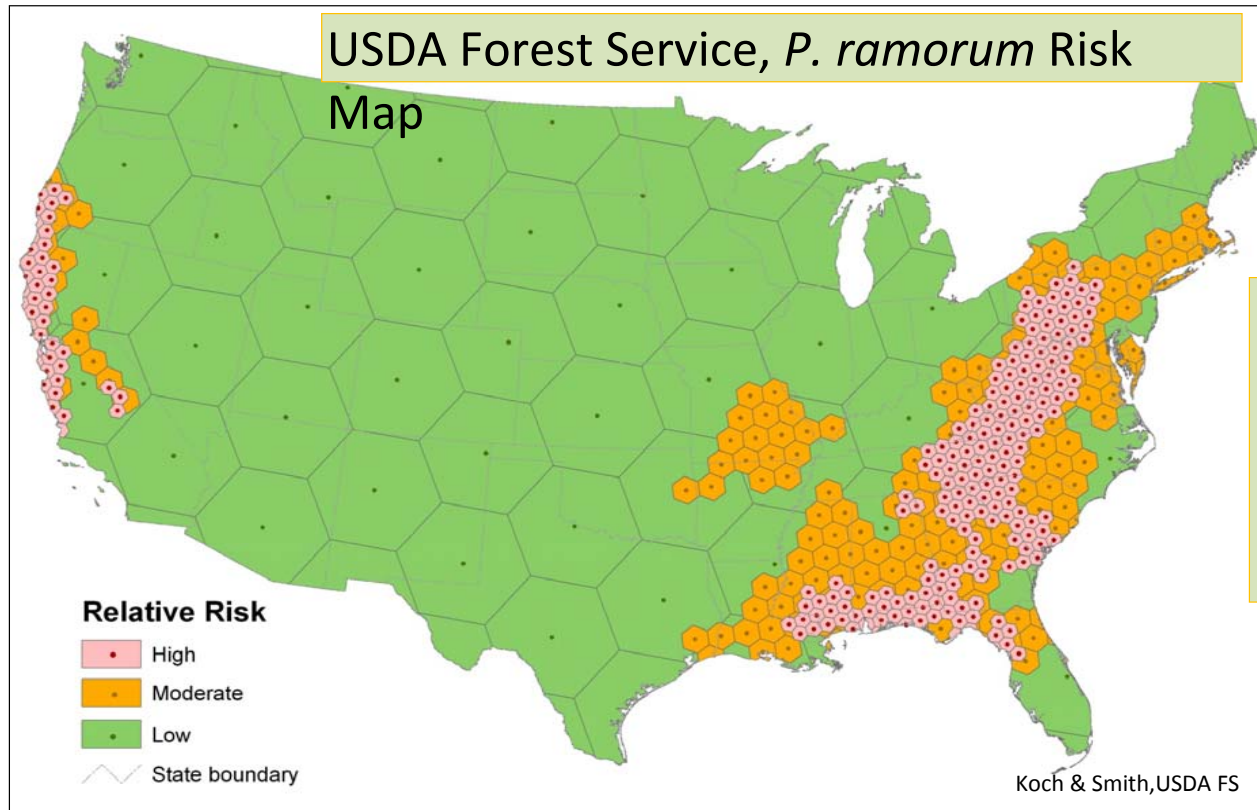 USDA Forest Service, P. ramorum Risk
Map
Relative Risk
High
Moderate
Low
State boundary
Koch & Smith,USDA FS